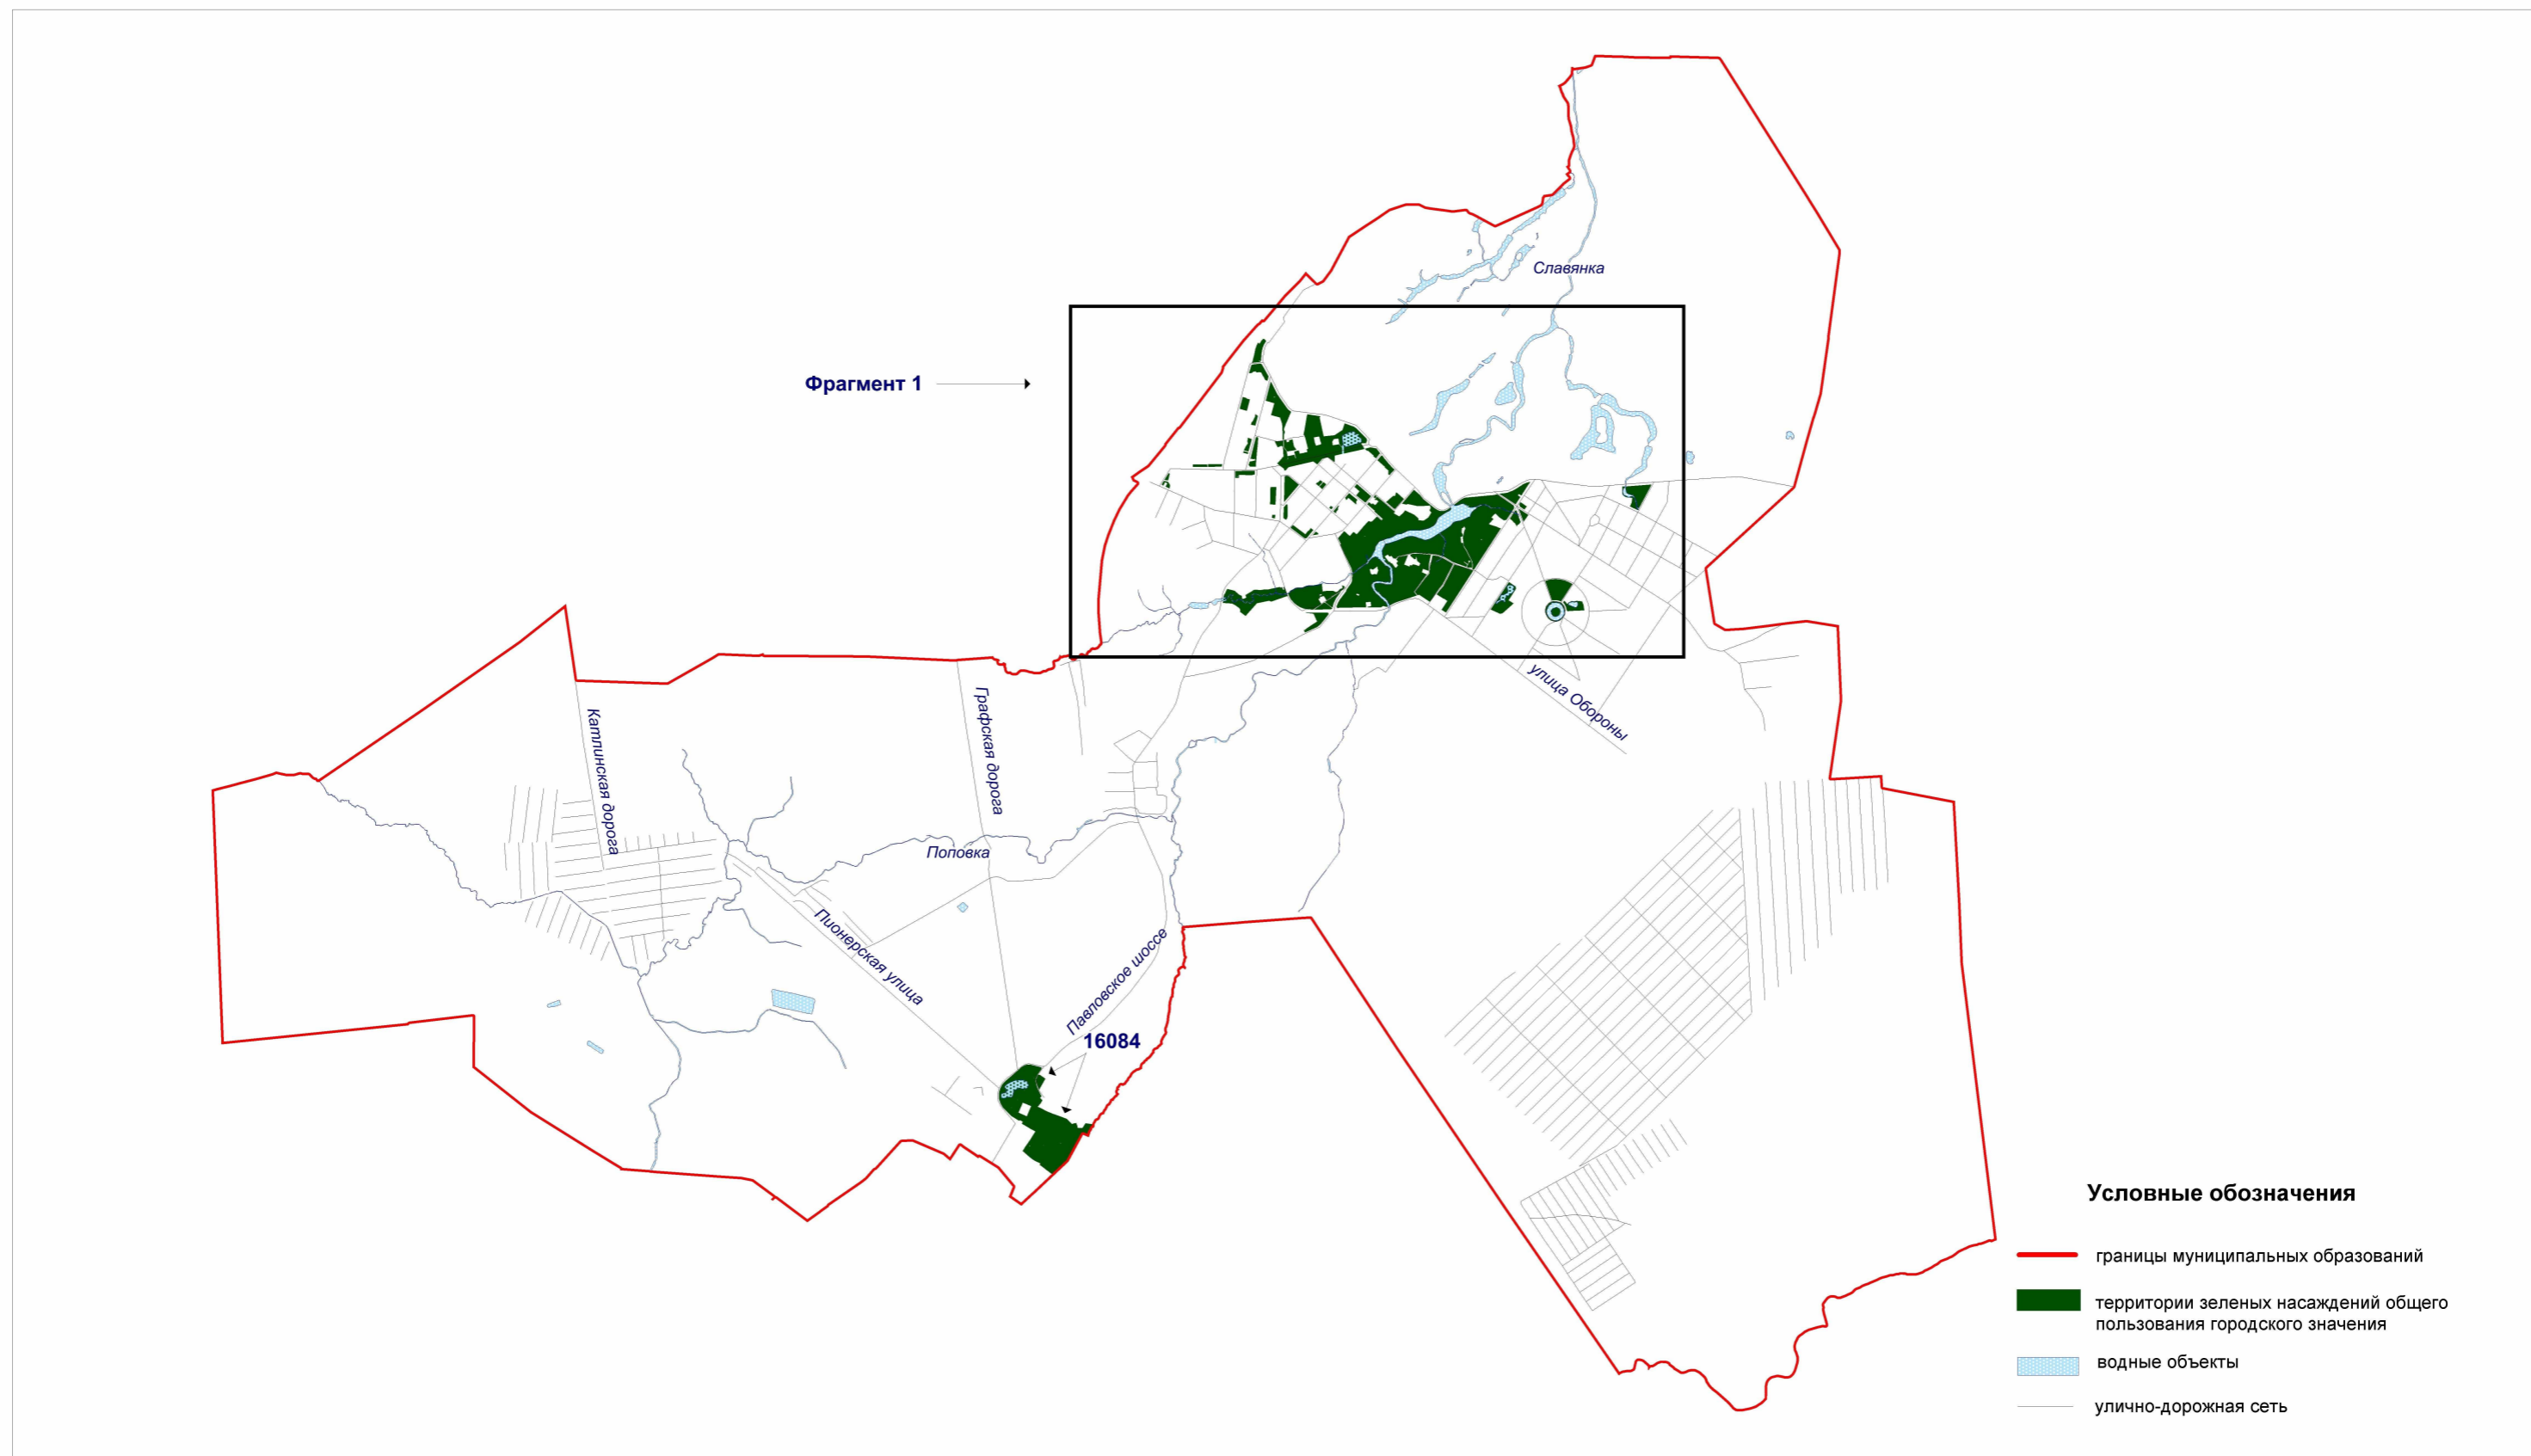 Славянка
Фрагмент 1
улица Обороны
Катлинская дорога
Графская дорога
Поповка
Пионерская улица
Павловское шоссе
16084
Условные обозначения
границы муниципальных образований
территории зеленых насаждений общего
пользования городского значения
водные объекты
улично-дорожная сеть